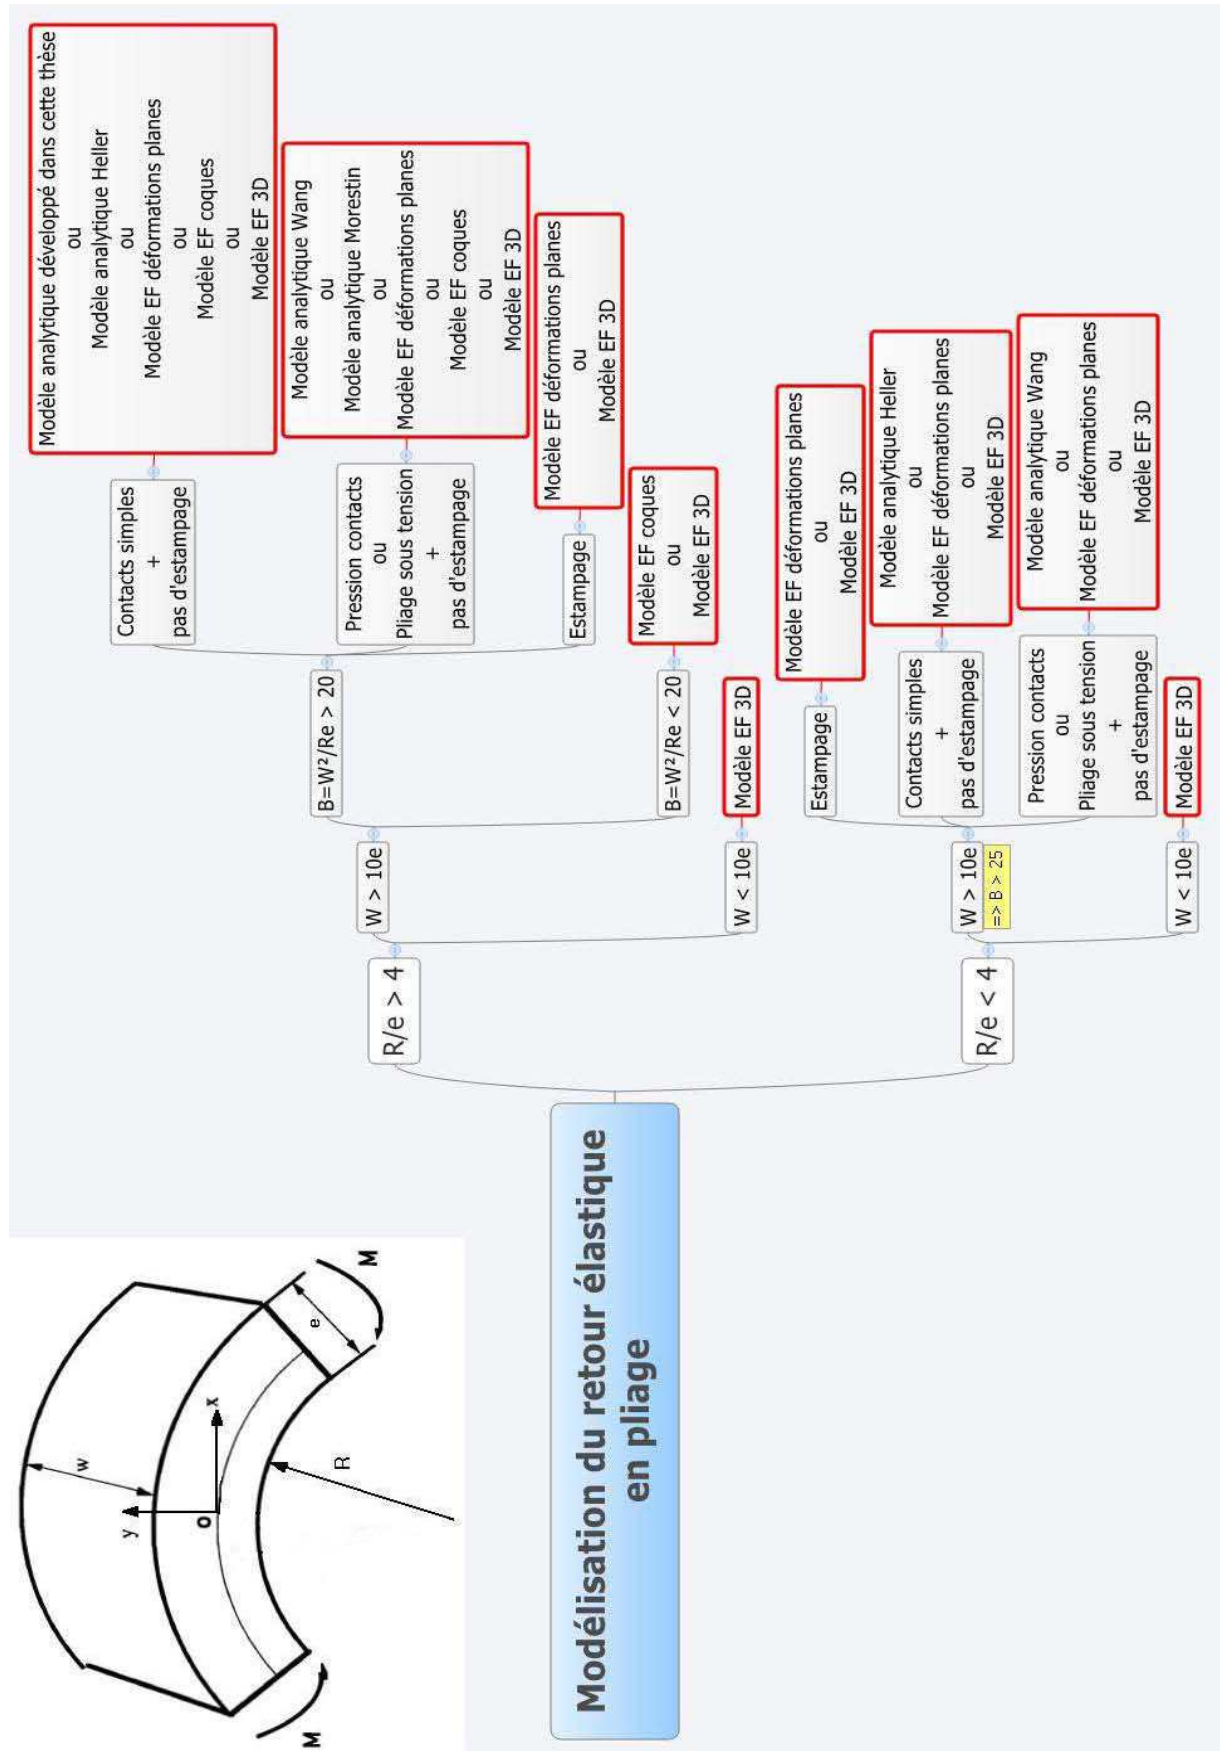 Modélisation du retour élastique
en pliage
R/e > 4
W > 10e
B=W²/Re > 20
Contacts simples
+
pas d'estampage
Modèle analytique développé dans cette thèse
ou
Modèle analytique Heller
ou
Modèle EF déformations planes
ou
Modèle EF coques
ou
Modèle EF 3D
Pression contacts
ou
Pliage sous tension
+
pas d'estampage
Modèle analytique Wang
ou
Modèle analytique Morestin
ou
Modèle EF déformations planes
ou
Modèle EF coques
ou
Modèle EF 3D
Estampage
Modèle EF déformations planes
ou
Modèle EF 3D
B=W²/Re < 20
Modèle EF coques
ou
Modèle EF 3D
W < 10e
Modèle EF 3D
R/e < 4
W > 10e
=> B > 25
Estampage
Modèle EF déformations planes
ou
Modèle EF 3D
Contacts simples
+
pas d'estampage
Modèle analytique Heller
ou
Modèle EF déformations planes
ou
Modèle EF 3D
Pression contacts
ou
Pliage sous tension
+
pas d'estampage
Modèle analytique Wang
ou
Modèle EF déformations planes
ou
Modèle EF 3D
W < 10e
Modèle EF 3D
w
y
x
O
e
R
M
M